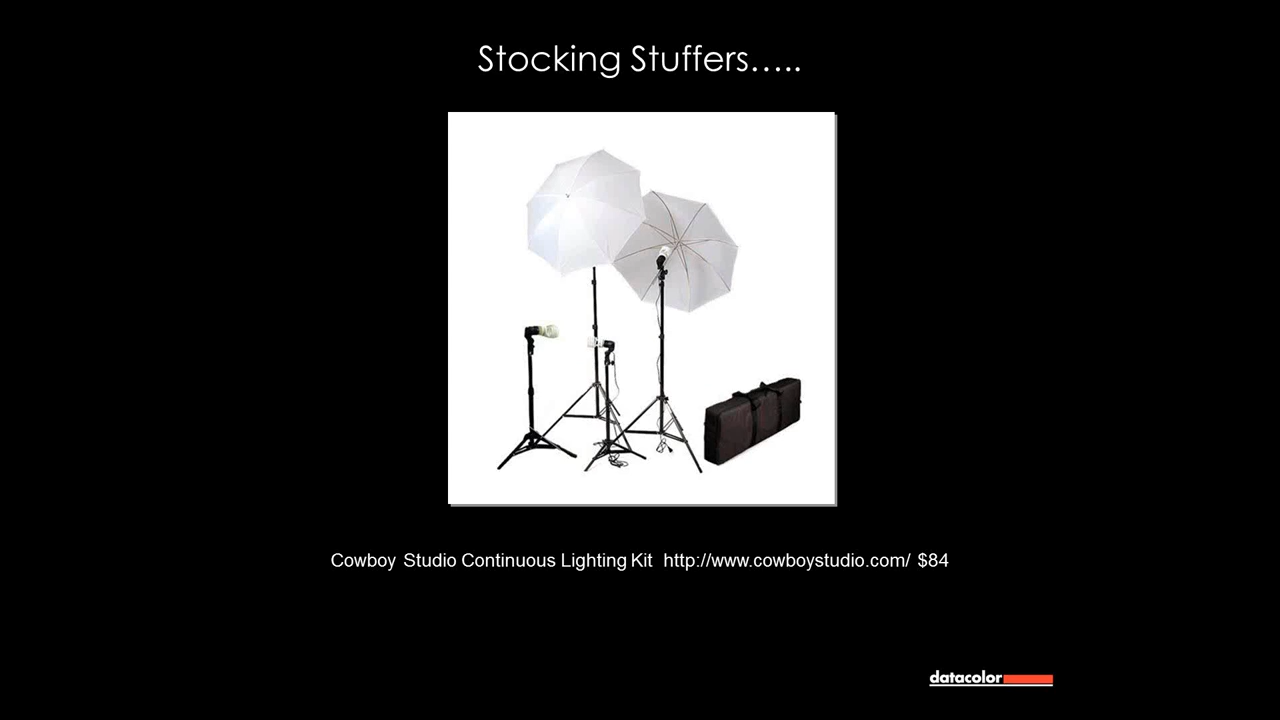 Stocking Stuffers.....
Cowboy Studio Continuous Lighting Kit http://www.cowboystudio.com/ $84
datacolor